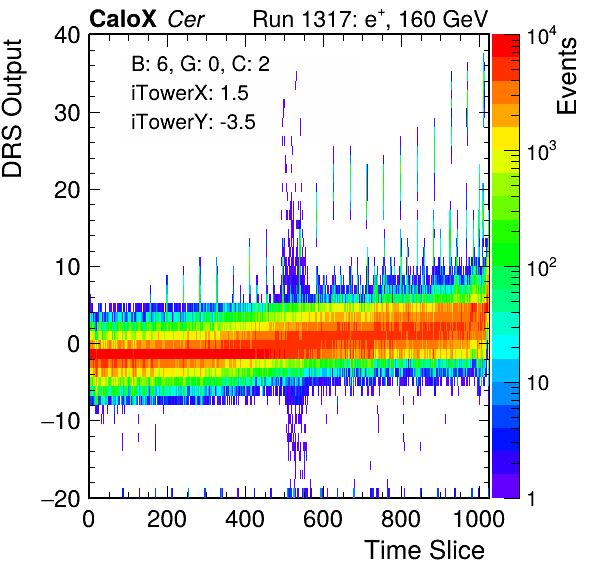 CaloX Cer Run 1317: e⁺, 160 GeV
DRS Output
Events
B: 6, G: 0, C: 2
iTowerX: 1.5
iTowerY: -3.5
40
30
20
10
0
−10
−20
10⁴
10³
10²
10
1
0 200 400 600 800 1000
Time Slice